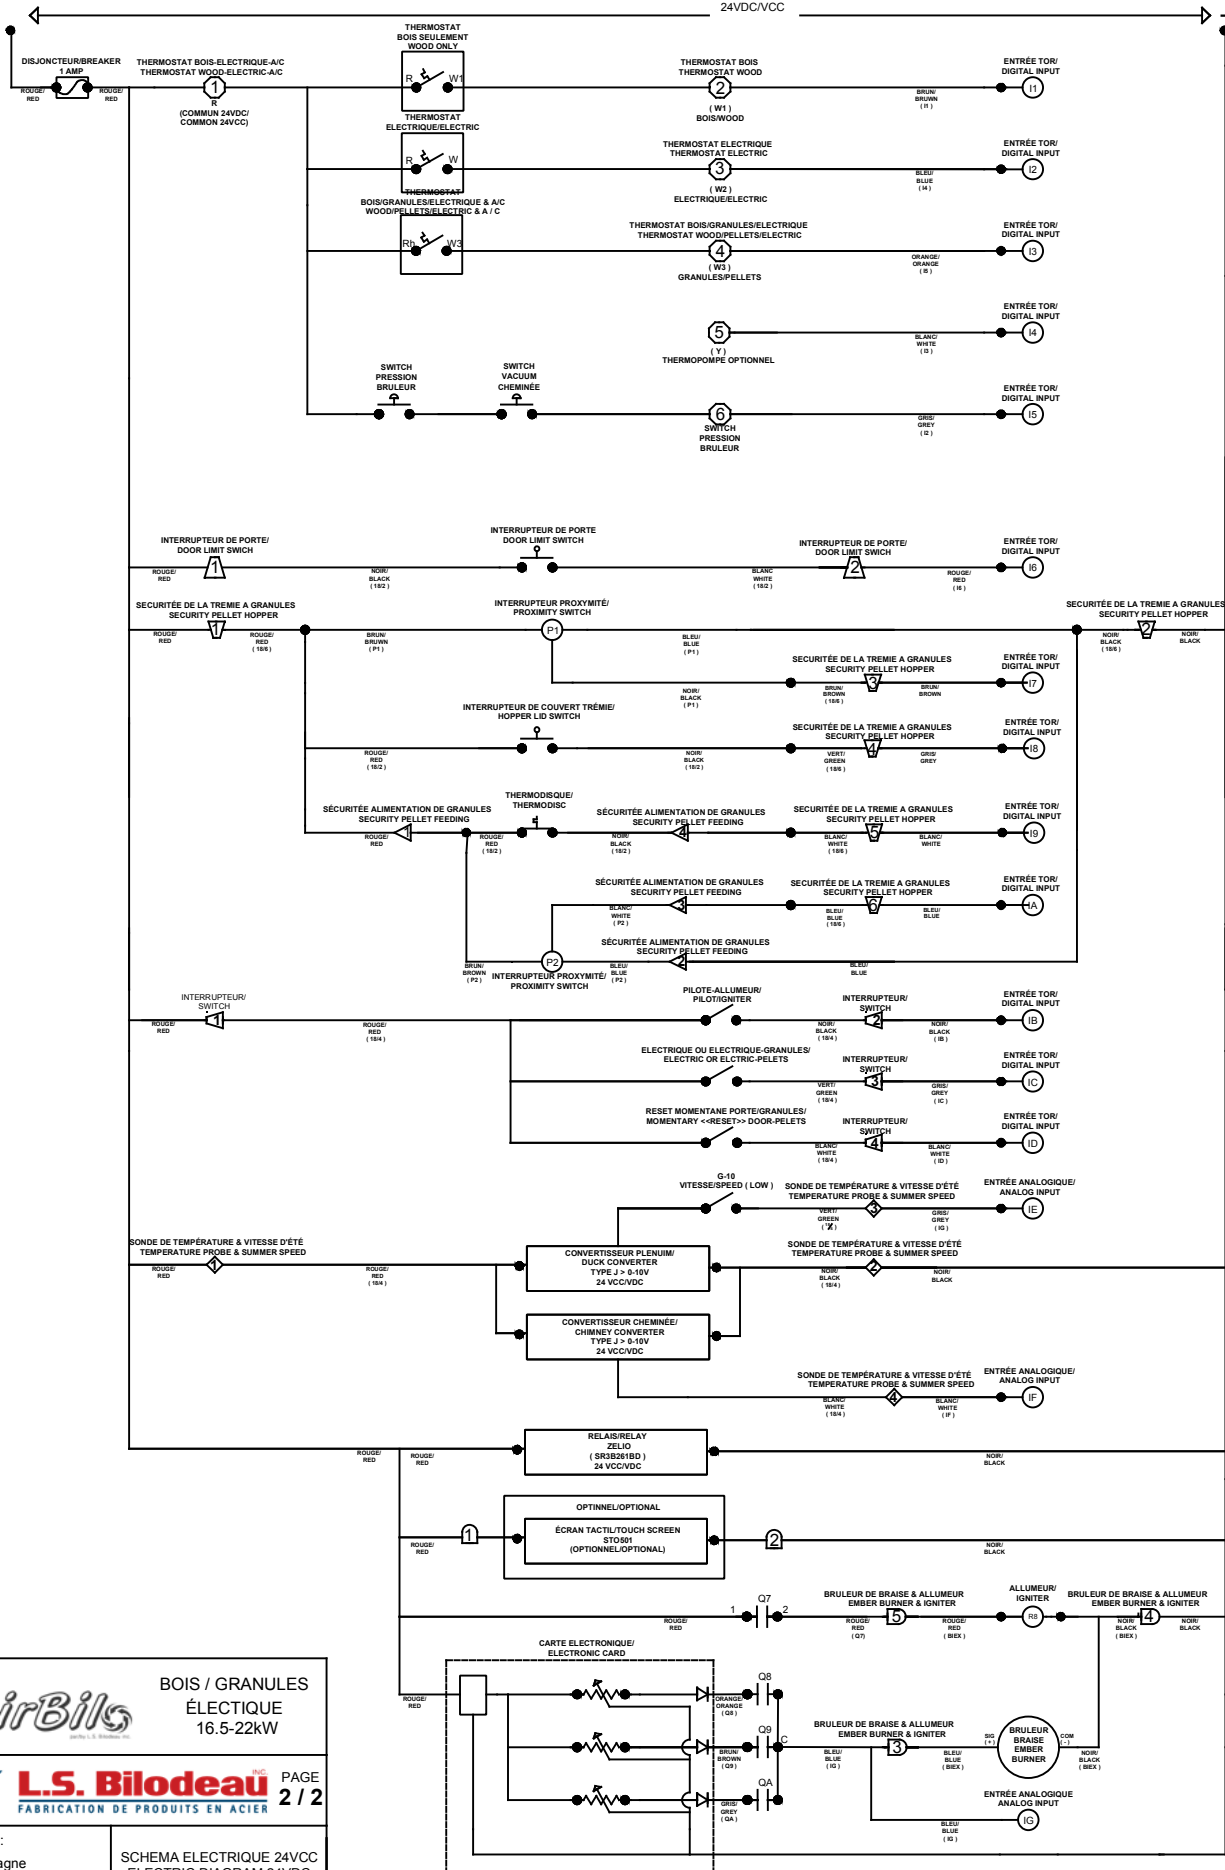 24VDC/VCC
DISJONCTEUR/BREAKER
1 AMP
ROUGE/
RED
ROUGE/
RED
THERMOSTAT BOIS-ELECTRIQUE-A/C
THERMOSTAT WOOD-ELECTRIC-A/C
1
R
(COMMUN 24VDC/
COMMON 24VCC)
THERMOSTAT
BOIS SEULEMENT
WOOD ONLY
R
W1
THERMOSTAT BOIS
THERMOSTAT WOOD
2
( W1 )
BOIS/WOOD
BRUN/
BRUWN
( I1 )
ENTRÉE TOR/
DIGITAL INPUT
I1
THERMOSTAT
ELECTRIQUE/ELECTRIC
R
W
THERMOSTAT ELECTRIQUE
THERMOSTAT ELECTRIC
3
( W2 )
ELECTRIQUE/ELECTRIC
BLEU/
BLUE
( I4 )
ENTRÉE TOR/
DIGITAL INPUT
I2
THERMOSTAT
BOIS/GRANULES/ELECTRIQUE & A/C
WOOD/PELLETS/ELECTRIC & A / C
Rh
W3
THERMOSTAT BOIS/GRANULES/ELECTRIQUE
THERMOSTAT WOOD/PELLETS/ELECTRIC
4
( W3 )
GRANULES/PELLETS
ORANGE/
ORANGE
( I5 )
ENTRÉE TOR/
DIGITAL INPUT
I3
5
( Y )
THERMOPOMPE OPTIONNEL
BLANC/
WHITE
( I3 )
ENTRÉE TOR/
DIGITAL INPUT
I4
SWITCH
PRESSION
BRULEUR
SWITCH
VACUUM
CHEMINÉE
6
SWITCH
PRESSION
BRULEUR
GRIS/
GREY
( I2 )
ENTRÉE TOR/
DIGITAL INPUT
I5
INTERRUPTEUR DE PORTE/
DOOR LIMIT SWICH
ROUGE/
RED
1
NOIR/
BLACK
( 18/2 )
INTERRUPTEUR DE PORTE
DOOR LIMIT SWITCH
BLANC
WHITE
( 18/2 )
INTERRUPTEUR DE PORTE/
DOOR LIMIT SWICH
2
ROUGE/
RED
( I6 )
ENTRÉE TOR/
DIGITAL INPUT
I6
SECURITÉE DE LA TREMIE A GRANULES
SECURITY PELLET HOPPER
ROUGE/
RED
1
ROUGE/
RED
( 18/6 )
BRUN/
BRUWN
( P1 )
INTERRUPTEUR PROXYMITÉ/
PROXIMITY SWITCH
P1
BLEU/
BLUE
( P1 )
SECURITÉE DE LA TREMIE A GRANULES
SECURITY PELLET HOPPER
NOIR/
BLACK
( 18/6 )
2
NOIR/
BLACK
NOIR/
BLACK
( P1 )
SECURITÉE DE LA TREMIE A GRANULES
SECURITY PELLET HOPPER
BRUN/
BROWN
( 18/6 )
3
BRUN/
BROWN
ENTRÉE TOR/
DIGITAL INPUT
I7
INTERRUPTEUR DE COUVERT TRÉMIE/
HOPPER LID SWITCH
ROUGE/
RED
( 18/2 )
NOIR/
BLACK
( 18/2 )
SECURITÉE DE LA TREMIE A GRANULES
SECURITY PELLET HOPPER
VERT/
GREEN
( 18/6 )
4
GRIS/
GREY
ENTRÉE TOR/
DIGITAL INPUT
I8
SÉCURITÉE ALIMENTATION DE GRANULES
SECURITY PELLET FEEDING
ROUGE/
RED
1
ROUGE/
RED
( 18/2 )
THERMODISQUE/
THERMODISC
SÉCURITÉE ALIMENTATION DE GRANULES
SECURITY PELLET FEEDING
NOIR/
BLACK
( 18/2 )
4
SECURITÉE DE LA TREMIE A GRANULES
SECURITY PELLET HOPPER
BLANC/
WHITE
( 18/6 )
5
BLANC/
WHITE
ENTRÉE TOR/
DIGITAL INPUT
I9
SÉCURITÉE ALIMENTATION DE GRANULES
SECURITY PELLET FEEDING
BLANC/
WHITE
( P2 )
3
SECURITÉE DE LA TREMIE A GRANULES
SECURITY PELLET HOPPER
BLEU/
BLUE
( 18/6 )
6
BLEU/
BLUE
ENTRÉE TOR/
DIGITAL INPUT
IA
SÉCURITÉE ALIMENTATION DE GRANULES
SECURITY PELLET FEEDING
BRUN/
BROWN
( P2 )
P2
INTERRUPTEUR PROXYMITÉ/
PROXIMITY SWITCH
BLEU/
BLUE
( P2 )
2
BLEU/
BLUE
INTERRUPTEUR/
SWITCH
ROUGE/
RED
1
ROUGE/
RED
( 18/4 )
PILOTE-ALLUMEUR/
PILOT/IGNITER
NOIR/
BLACK
( 18/4 )
INTERRUPTEUR/
SWITCH
2
NOIR/
BLACK
( IB )
ENTRÉE TOR/
DIGITAL INPUT
IB
ELECTRIQUE OU ELECTRIQUE-GRANULES/
ELECTRIC OR ELCTRIC-PELETS
VERT/
GREEN
( 18/4 )
INTERRUPTEUR/
SWITCH
3
GRIS/
GREY
( IC )
ENTRÉE TOR/
DIGITAL INPUT
IC
RESET MOMENTANE PORTE/GRANULES/
MOMENTARY <<RESET>> DOOR-PELETS
BLANC/
WHITE
( 18/4 )
INTERRUPTEUR/
SWITCH
4
BLANC/
WHITE
( ID )
ENTRÉE TOR/
DIGITAL INPUT
ID
G-10
VITESSE/SPEED ( LOW )
VERT/
GREEN
SONDE DE TEMPÉRATURE & VITESSE D'ÉTÉ
TEMPERATURE PROBE & SUMMER SPEED
3
GRIS/
GREY
( IG )
ENTRÉE ANALOGIQUE/
ANALOG INPUT
IE
SONDE DE TEMPÉRATURE & VITESSE D'ÉTÉ
TEMPERATURE PROBE & SUMMER SPEED
ROUGE/
RED
1
ROUGE/
RED
( 18/4 )
CONVERTISSEUR PLENUIM/
DUCK CONVERTER
TYPE J > 0-10V
24 VCC/VDC
SONDE DE TEMPÉRATURE & VITESSE D'ÉTÉ
TEMPERATURE PROBE & SUMMER SPEED
NOIR/
BLACK
( 18/4 )
2
NOIR/
BLACK
CONVERTISSEUR CHEMINÉE/
CHIMNEY CONVERTER
TYPE J > 0-10V
24 VCC/VDC
SONDE DE TEMPÉRATURE & VITESSE D'ÉTÉ
TEMPERATURE PROBE & SUMMER SPEED
BLANC/
WHITE
( 18/4 )
4
BLANC/
WHITE
( IF )
ENTRÉE ANALOGIQUE/
ANALOG INPUT
IF
ROUGE/
RED
ROUGE/
RED
RELAIS/RELAY
ZELIO
( SR3B261BD )
24 VCC/VDC
NOIR/
BLACK
OPTINNEL/OPTIONAL
ROUGE/
RED
1
ÉCRAN TACTIL/TOUCH SCREEN
STO501
(OPTIONNEL/OPTIONAL)
2
NOIR/
BLACK
ROUGE/
RED
1
Q7
2
BRULEUR DE BRAISE & ALLUMEUR
EMBER BURNER & IGNITER
ROUGE/
RED
( Q7 )
5
ROUGE/
RED
( BIEX )
ALLUMEUR/
IGNITER
R8
BRULEUR DE BRAISE & ALLUMEUR
EMBER BURNER & IGNITER
NOIR/
BLACK
( BIEX )
4
NOIR/
BLACK
CARTE ELECTRONIQUE/
ELECTRONIC CARD
ROUGE/
RED
ORANGE/
ORANGE
( Q8 )
Q8
BRUN/
BROWN
( Q9 )
Q9
C
GRIS/
GREY
( QA )
QA
BRULEUR DE BRAISE & ALLUMEUR
EMBER BURNER & IGNITER
BLEU/
BLUE
( IG )
3
BLEU/
BLUE
( BIEX )
SIG
( + )
BRULEUR
BRAISE
EMBER
BURNER
COM
( - )
NOIR/
BLACK
( BIEX )
BLEU/
BLUE
( IG )
ENTRÉE ANALOGIQUE
ANALOG INPUT
IG
irBilo
BOIS / GRANULES
ÉLECTIQUE
16.5-22kW
L.S. Bilodeau INC.
FABRICATION DE PRODUITS EN ACIER
PAGE
2 / 2
:
agne
SCHEMA ELECTRIQUE 24VCC
ELECTRIC DIAGRAM 24VDC